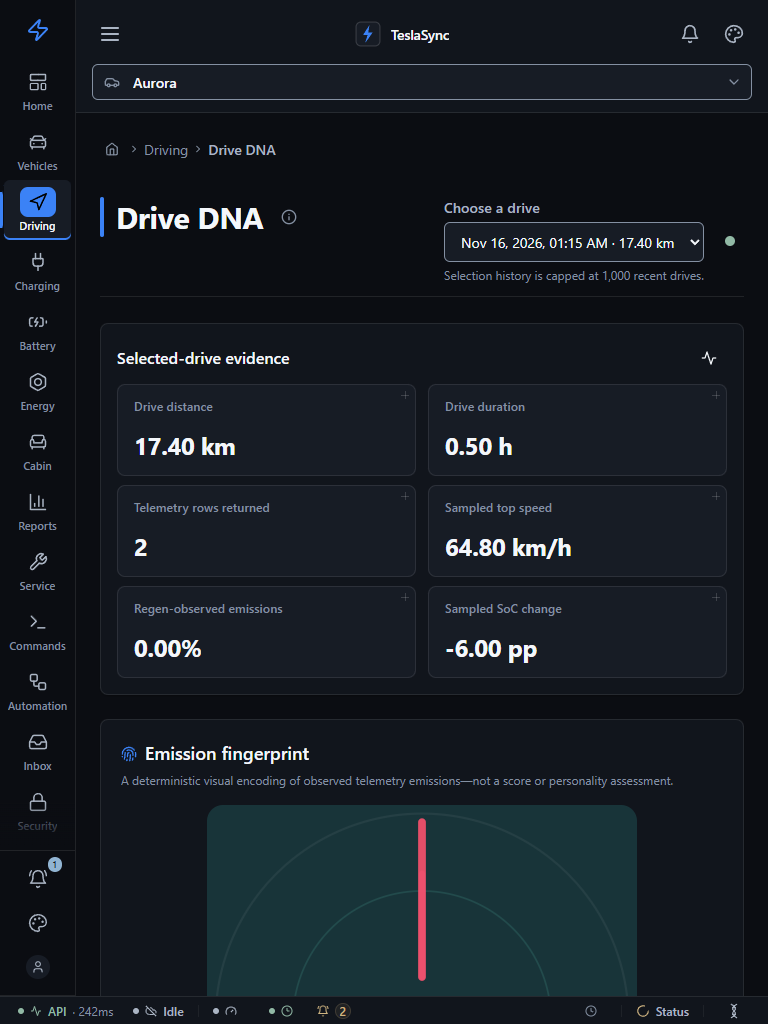 TeslaSync
Aurora
Home
Vehicles
Driving
Charging
Battery
Energy
Cabin
Reports
Service
Commands
Automation
Inbox
Security
1
Driving
Drive DNA
Drive DNA
Choose a drive
Nov 16, 2026, 01:15 AM · 17.40 km
Selection history is capped at 1,000 recent drives.
Selected-drive evidence
Drive distance
17.40 km
Drive duration
0.50 h
Telemetry rows returned
2
Sampled top speed
64.80 km/h
Regen-observed emissions
0.00%
Sampled SoC change
-6.00 pp
Emission fingerprint
A deterministic visual encoding of observed telemetry emissions—not a score or personality assessment.
API · 242ms
Idle
2
Status